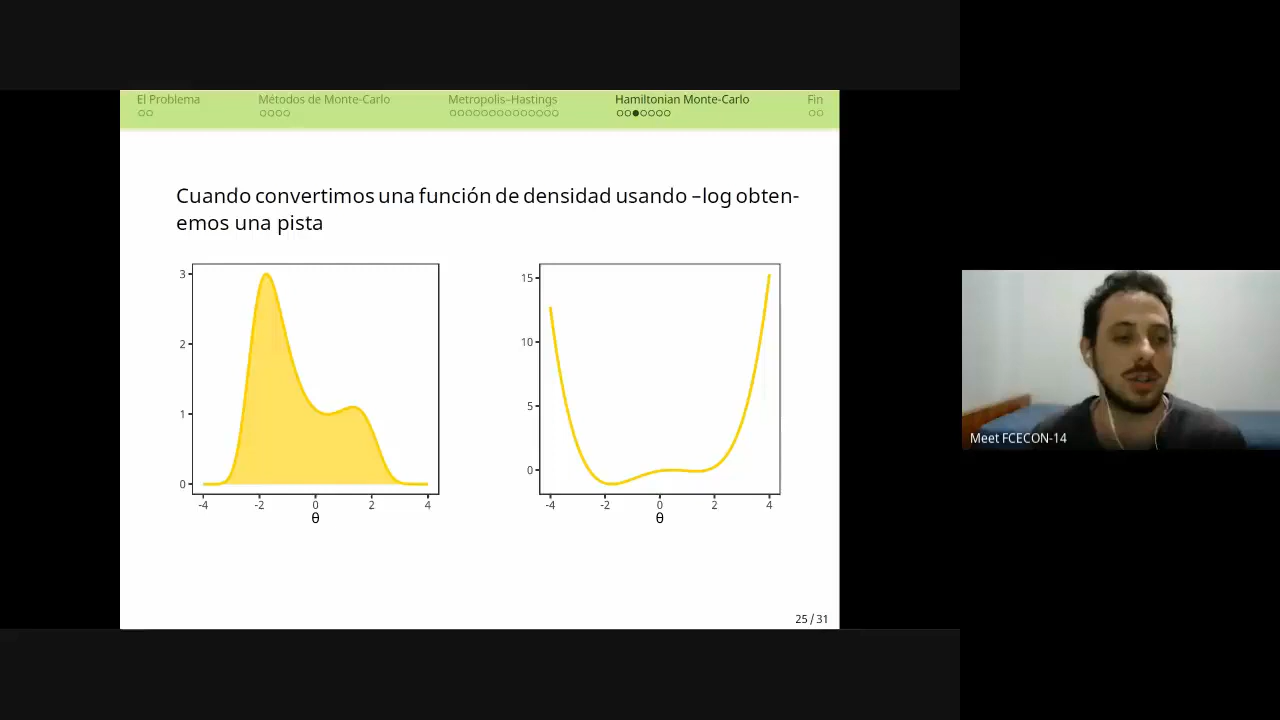 El Problema
Métodos de Monte-Carlo
Metropolis–Hastings
Hamiltonian Monte-Carlo
Fin
Cuando convertimos una función de densidad usando –log obten-
emos una pista
3
2
1
0
-4 -2 0 2 4
θ
15
10
5
0
-4 -2 0 2 4
θ
Meet FCECON-14
25 / 31